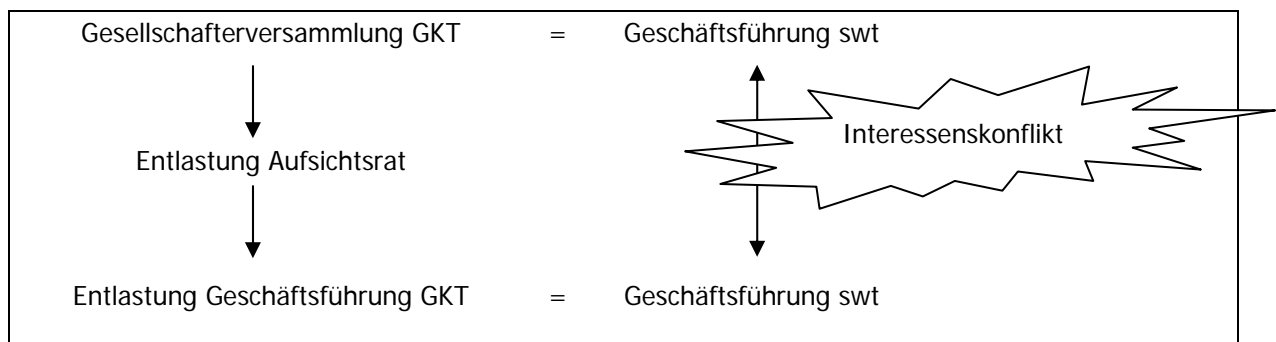 Gesellschafterversammlung GKT = Geschäftsführung swt
Interessenskonflikt
Entlastung Aufsichtsrat
Entlastung Geschäftsführung GKT = Geschäftsführung swt